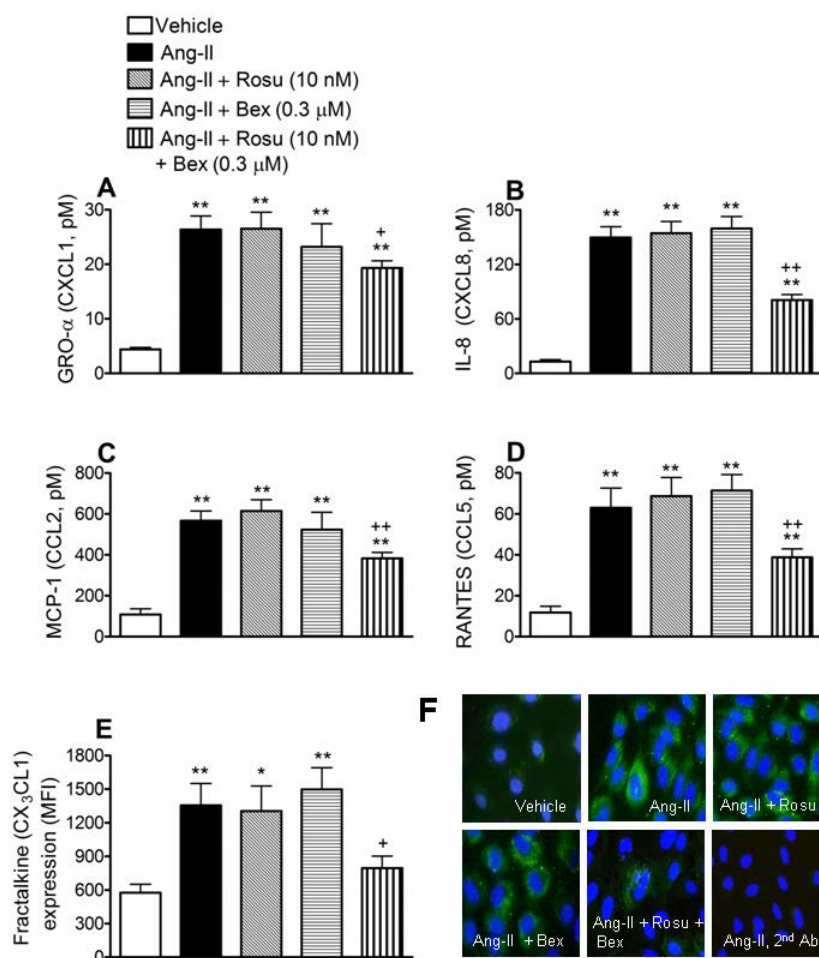 Vehicle
Ang-II
Ang-II + Rosu (10 nM)
Ang-II + Bex (0.3 μM)
Ang-II + Rosu (10 nM)
+ Bex (0.3 μM)
A
GRO-α (CXCL1, pM)
30
20
10
0
**
**
**
+
**
B
IL-8 (CXCL8, pM)
180
120
60
0
**
**
**
++
**
C
MCP-1 (CCL2, pM)
800
600
400
200
0
**
**
**
++
**
D
RANTES (CCL5, pM)
80
60
40
20
0
**
**
**
++
**
E
Fractalkine (CX₃CL1)
expression (MFI)
1800
1500
1200
900
600
300
0
**
*
**
+
F
Vehicle
Ang-II
Ang-II + Rosu
Ang-II + Bex
Ang-II + Rosu +
Bex
Ang-II, 2ⁿᵈ Ab